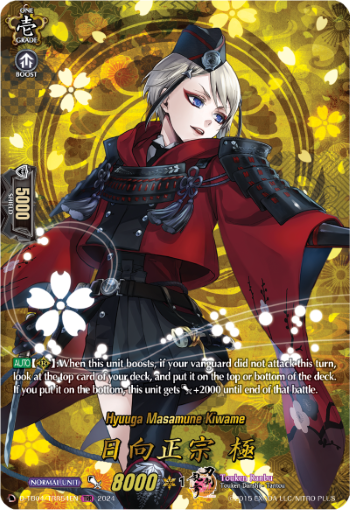 ONE
壱
GRADE
BOOST
5000
SHIELD
AUTO : When this unit boosts, if your vanguard did not attack this turn,
look at the top card of your deck, and put it on the top or bottom of the deck.
If you put it on the bottom, this unit gets +2000 until end of that battle.
Hyuuga Masamune Kiwame
日向正宗 極
NORMAL UNIT
8000
1
Touken Ranbu